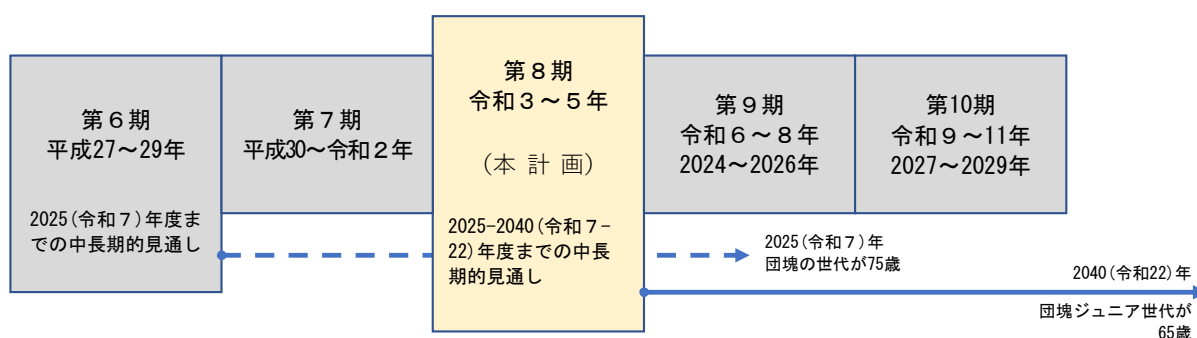 第６期
平成27～29年
2025(令和７)年度ま
での中長期的見通し
第７期
平成30～令和２年
第８期
令和３～５年
（本 計 画）
2025-2040(令和７-
22)年度までの中長
期的見通し
第９期
令和６～８年
2024～2026年
第10期
令和９～11年
2027～2029年
2025(令和７)年
団塊の世代が75歳
2040(令和22)年
団塊ジュニア世代が
65歳